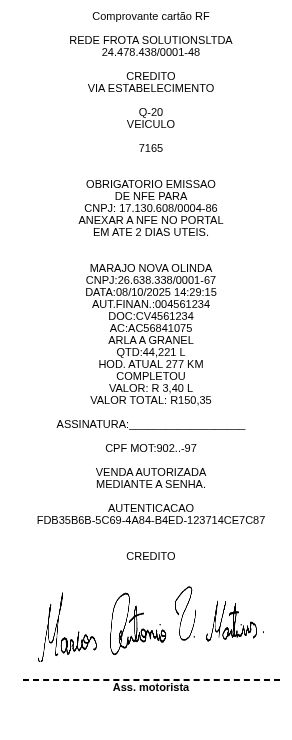 Comprovante cartão RF
REDE FROTA SOLUTIONSLTDA
24.478.438/0001-48
CREDITO
VIA ESTABELECIMENTO
Q-20
VEÍCULO
7165
OBRIGATORIO EMISSAO
DE NFE PARA
CNPJ: 17.130.608/0004-86
ANEXAR A NFE NO PORTAL
EM ATE 2 DIAS UTEIS.
MARAJO NOVA OLINDA
CNPJ:26.638.338/0001-67
DATA:08/10/2025 14:29:15
AUT.FINAN.:004561234
DOC:CV4561234
AC:AC56841075
ARLA A GRANEL
QTD:44,221 L
HOD. ATUAL 277 KM
COMPLETOU
VALOR: R 3,40 L
VALOR TOTAL: R150,35
ASSINATURA:___________________
CPF MOT:902..-97
VENDA AUTORIZADA
MEDIANTE A SENHA.
AUTENTICACAO
FDB35B6B-5C69-4A84-B4ED-123714CE7C87
CREDITO
Marcos Antonio E. Martins.
Ass. motorista